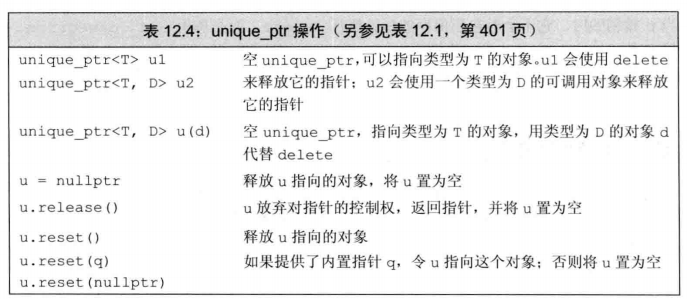 表 12.4：unique_ptr 操作（另参见表 12.1，第 401 页）
unique_ptr<T> u1 空 unique_ptr，可以指向类型为 T 的对象。u1 会使用 delete
unique_ptr<T, D> u2 来释放它的指针；u2 会使用一个类型为 D 的可调用对象来释放
它的指针
unique_ptr<T, D> u(d) 空 unique_ptr，指向类型为 T 的对象，用类型为 D 的对象 d
代替 delete
u = nullptr 释放 u 指向的对象，将 u 置为空
u.release() u 放弃对指针的控制权，返回指针，并将 u 置为空
u.reset() 释放 u 指向的对象
u.reset(q) 如果提供了内置指针 q，令 u 指向这个对象；否则将 u 置为空
u.reset(nullptr)